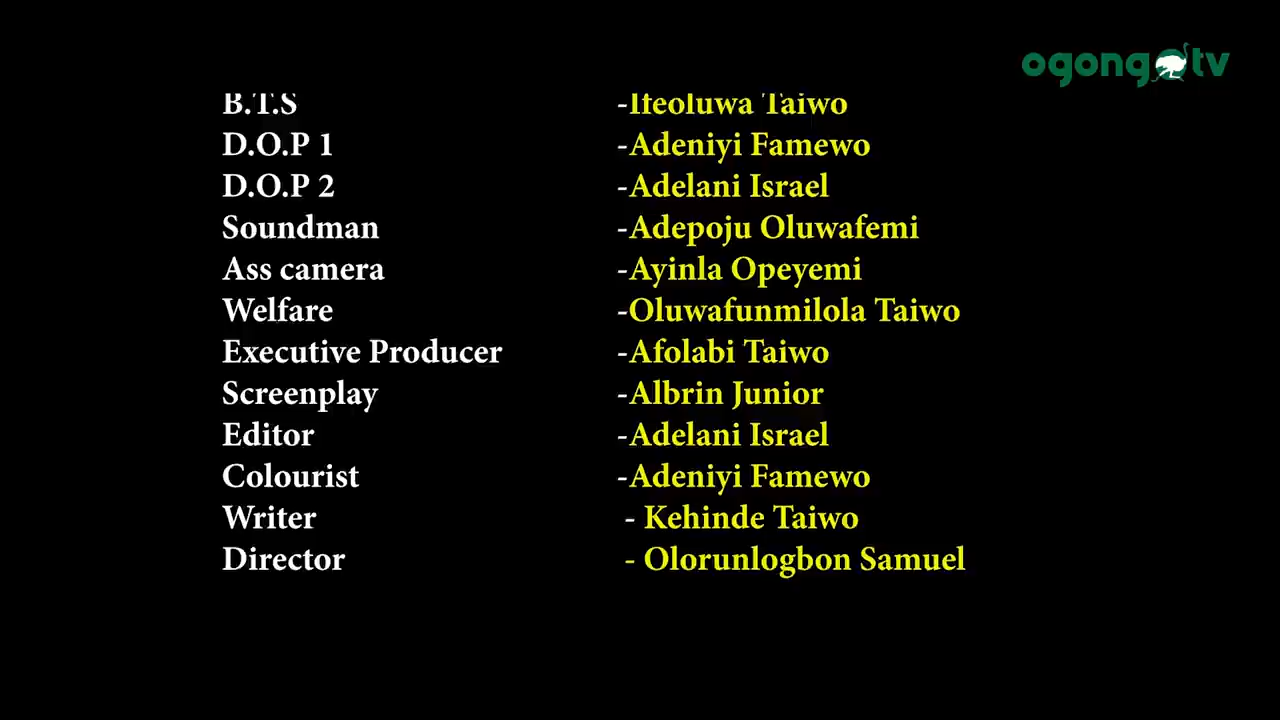 ogongotv
B.T.S -Ifeoluwa Taiwo
D.O.P 1 -Adeniyi Famewo
D.O.P 2 -Adelani Israel
Soundman -Adepoju Oluwafemi
Ass camera -Ayinla Opeyemi
Welfare -Oluwafunmilola Taiwo
Executive Producer -Afolabi Taiwo
Screenplay -Albrin Junior
Editor -Adelani Israel
Colourist -Adeniyi Famewo
Writer - Kehinde Taiwo
Director - Olorunlogbon Samuel